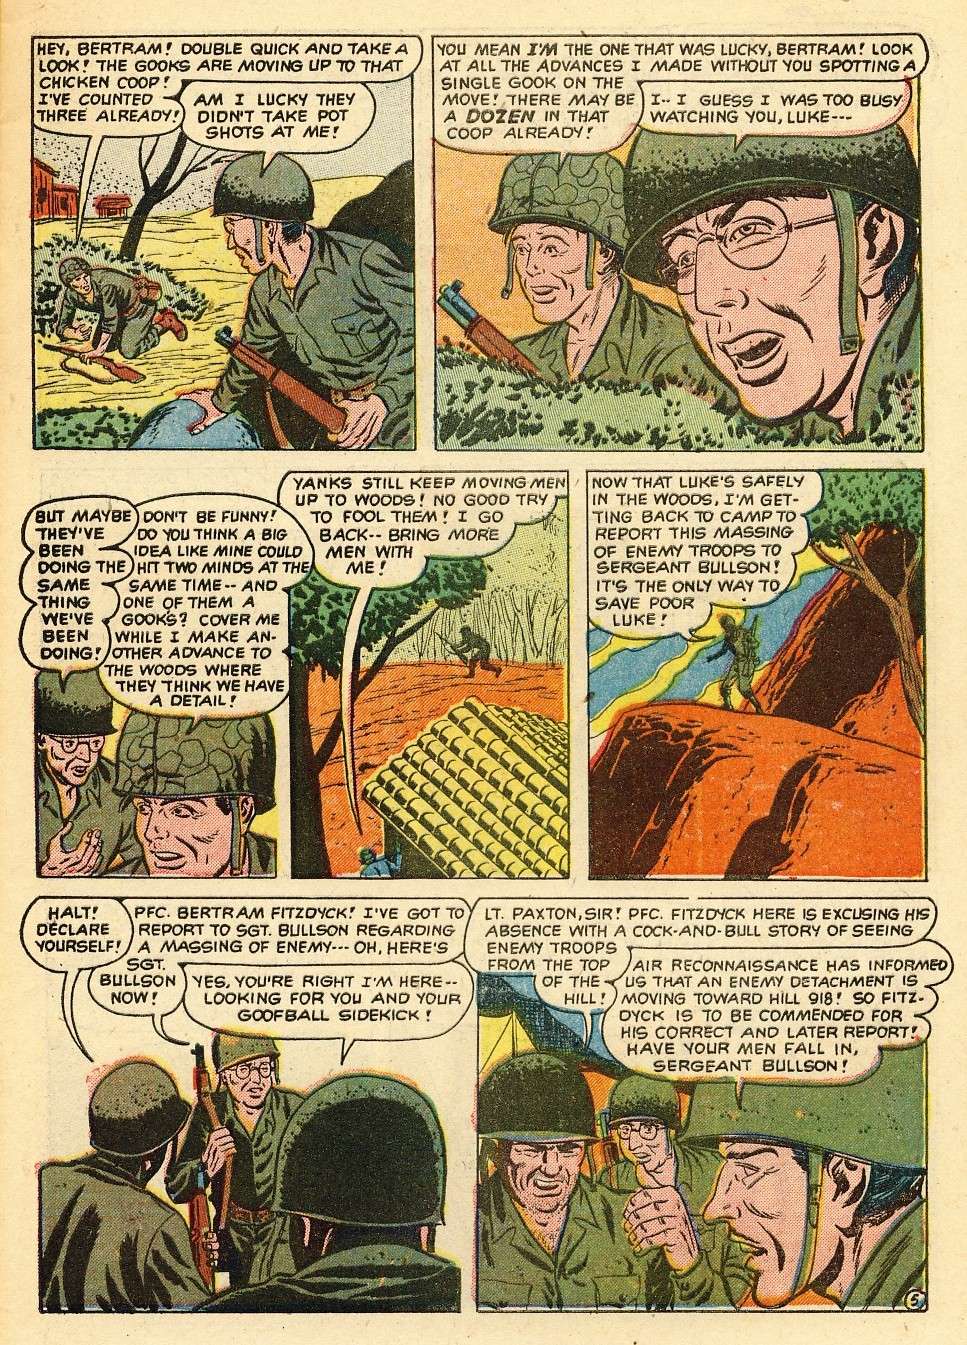 HEY, BERTRAM! DOUBLE QUICK AND TAKE A
LOOK! THE GOOKS ARE MOVING UP TO THAT
CHICKEN COOP!
I'VE COUNTED
THREE ALREADY!
AM I LUCKY THEY
DIDN'T TAKE POT
SHOTS AT ME!
YOU MEAN I'M THE ONE THAT WAS LUCKY, BERTRAM! LOOK
AT ALL THE ADVANCES I MADE WITHOUT YOU SPOTTING A
SINGLE GOOK ON THE
MOVE! THERE MAY BE
A DOZEN IN THAT
COOP ALREADY!
I-- I GUESS I WAS TOO BUSY
WATCHING YOU, LUKE---
BUT MAYBE
THEY'VE
BEEN
DOING THE
SAME
THING
WE'VE
BEEN
DOING!
DON'T BE FUNNY!
DO YOU THINK A BIG
IDEA LIKE MINE COULD
HIT TWO MINDS AT THE
SAME TIME-- AND
ONE OF THEM A
GOOKS? COVER ME
WHILE I MAKE AN-
OTHER ADVANCE TO
THE WOODS WHERE
THEY THINK WE HAVE
A DETAIL!
YANKS STILL KEEP MOVING MEN
UP TO WOODS! NO GOOD TRY
TO FOOL THEM! I GO
BACK-- BRING MORE
MEN WITH
ME!
NOW THAT LUKE'S SAFELY
IN THE WOODS, I'M GET-
TING BACK TO CAMP TO
REPORT THIS MASSING
OF ENEMY TROOPS TO
SERGEANT BULLSON!
IT'S THE ONLY WAY TO
SAVE POOR
LUKE!
HALT!
DECLARE
YOURSELF!
PFC. BERTRAM FITZDYCK! I'VE GOT TO
REPORT TO SGT. BULLSON REGARDING
A MASSING OF ENEMY--- OH, HERE'S
SGT.
BULLSON
NOW!
YES, YOU'RE RIGHT I'M HERE--
LOOKING FOR YOU AND YOUR
GOOFBALL SIDEKICK!
LT. PAXTON, SIR! PFC. FITZDYCK HERE IS EXCUSING HIS
ABSENCE WITH A COCK-AND-BULL STORY OF SEEING
ENEMY TROOPS
FROM THE TOP
OF THE
HILL!
AIR RECONNAISSANCE HAS INFORMED
US THAT AN ENEMY DETACHMENT IS
MOVING TOWARD HILL 918! SO FITZ-
DYCK IS TO BE COMMENDED FOR
HIS CORRECT AND LATER REPORT!
HAVE YOUR MEN FALL IN,
SERGEANT BULLSON!
5